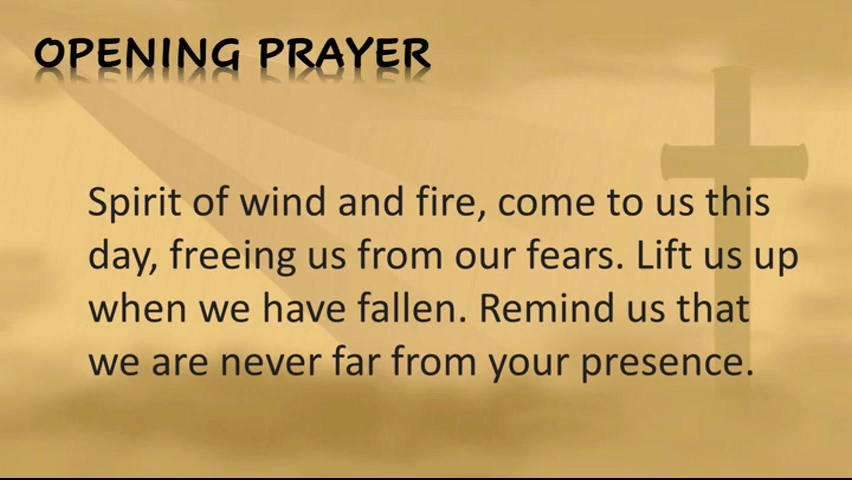 OPENING PRAYER
Spirit of wind and fire, come to us this
day, freeing us from our fears. Lift us up
when we have fallen. Remind us that
we are never far from your presence.